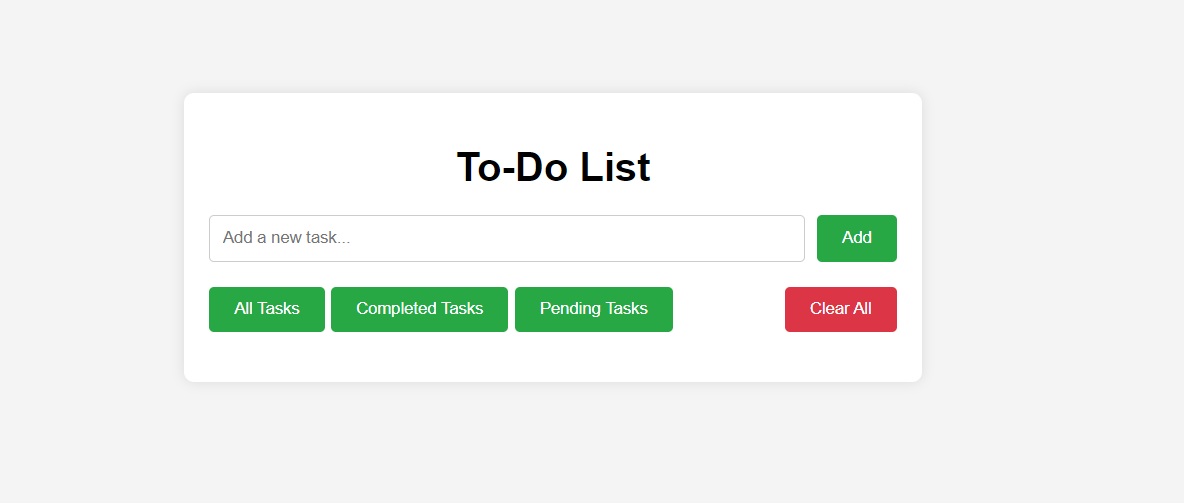 To-Do List
Add a new task...
Add
All Tasks
Completed Tasks
Pending Tasks
Clear All